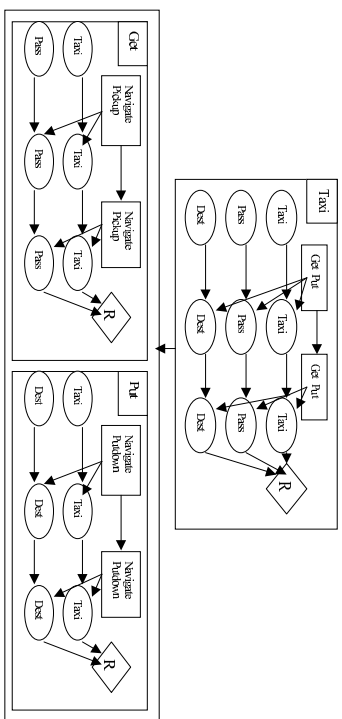 Taxi
Get Put
Get Put
Taxi
Taxi
Taxi
Pass
Pass
Pass
Dest
Dest
Dest
R
Get
Navigate
Pickup
Navigate
Pickup
Taxi
Taxi
Taxi
Pass
Pass
Pass
R
Put
Navigate
Putdown
Navigate
Putdown
Taxi
Taxi
Taxi
Dest
Dest
Dest
R